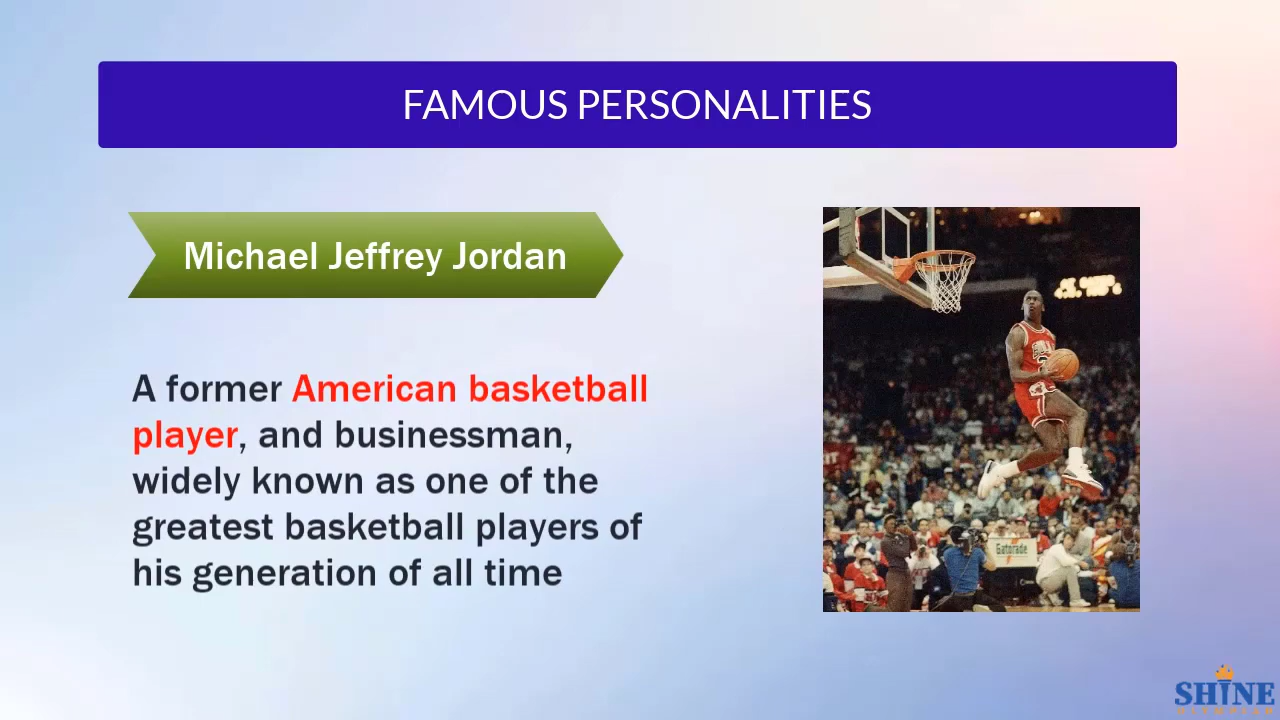 FAMOUS PERSONALITIES
Michael Jeffrey Jordan
A former American basketball
player, and businessman,
widely known as one of the
greatest basketball players of
his generation of all time
Gatorade
SHINE